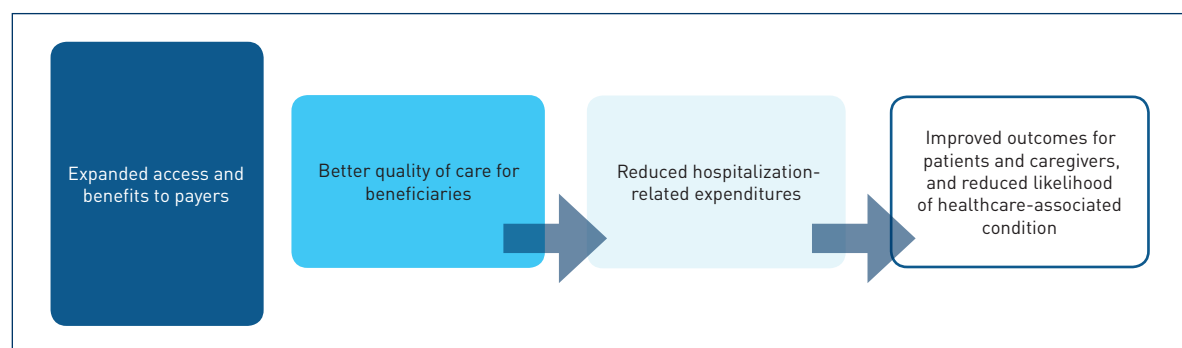 Expanded access and
benefits to payers
Better quality of care for
beneficiaries
Reduced hospitalization-
related expenditures
Improved outcomes for
patients and caregivers,
and reduced likelihood
of healthcare-associated
condition